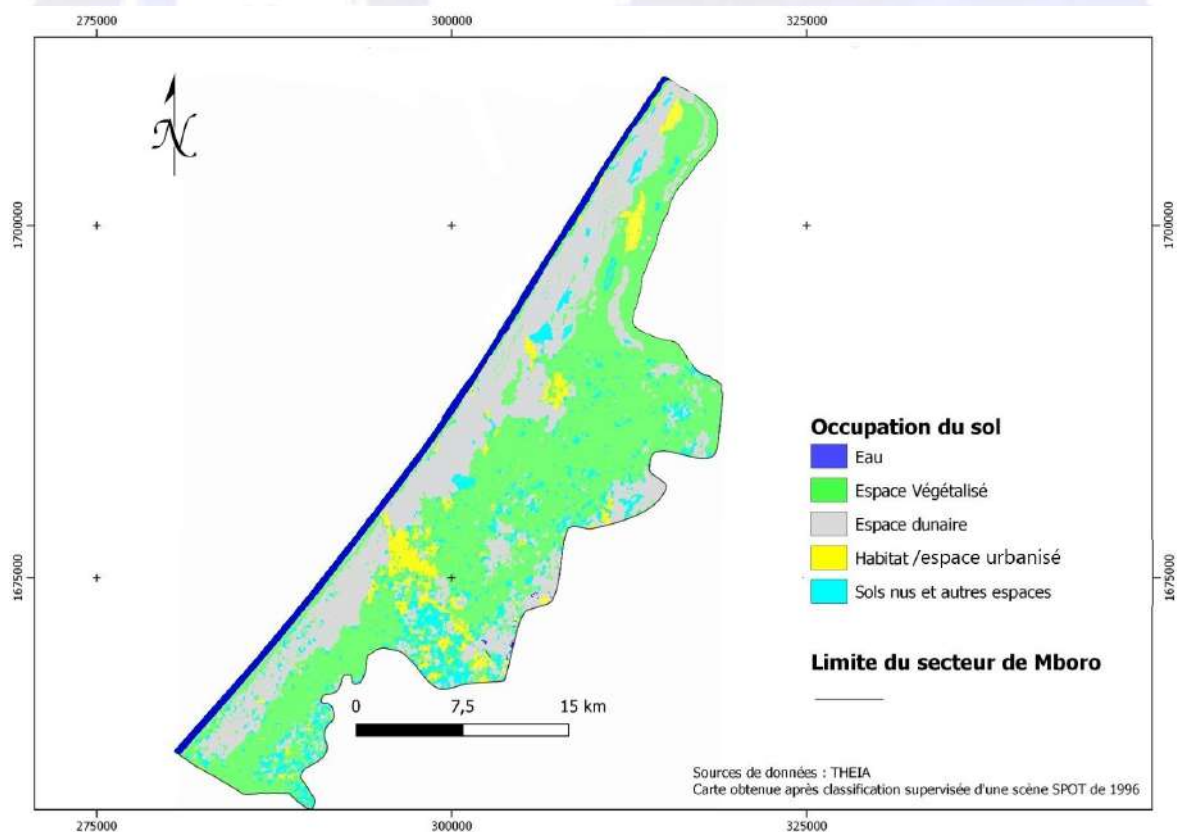 275000 300000 325000
N
1700000 1700000
1675000 1675000
Occupation du sol
Eau
Espace Végétalisé
Espace dunaire
Habitat /espace urbanisé
Sols nus et autres espaces
Limite du secteur de Mboro
0 7,5 15 km
Sources de données : THEIA
Carte obtenue après classification supervisée d'une scène SPOT de 1996
275000 300000 325000